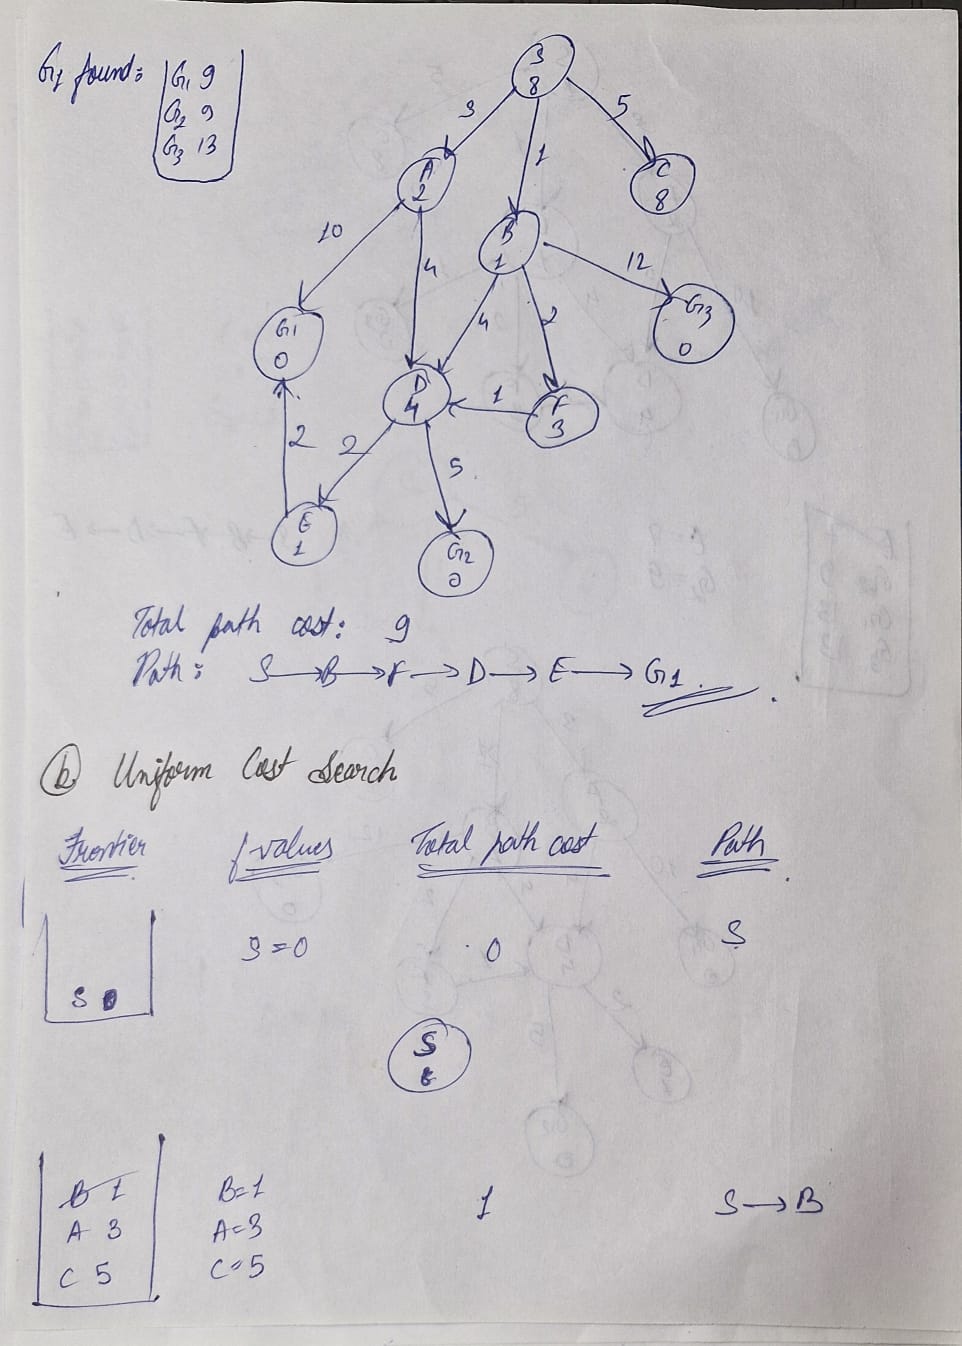 G1 found: G1 9
G2 9
G3 13
S
8
3
1
5
A
2
C
8
B
1
10
4
12
4
2
G1
0
G3
0
D
4
1
F
3
2
2
5
E
1
G2
0
Total path cost: 9
Path: S → B → F → D → E → G1.
(b) Uniform Cost Search
Frontier f values Total path cost Path
S 0 S=0 0 S
S
B 1 B=1 1 S → B
A 3 A=3
C 5 C=5